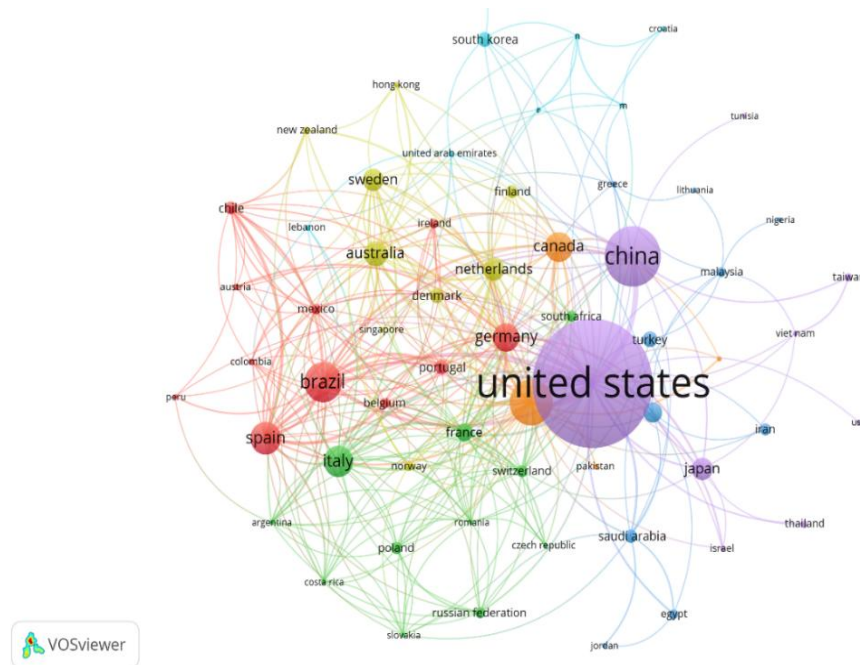 croatia
south korea
n
hong kong
r
m
tunisia
new zealand
united arab emirates
sweden
finland
greece
lithuania
chile
lebanon
ireland
nigeria
australia
canada
china
netherlands
malaysia
taiwan
austria
denmark
mexico
south africa
singapore
germany
turkey
viet nam
colombia
portugal
brazil
united states
peru
belgium
spain
france
iran
italy
norway
switzerland
pakistan
japan
argentina
romania
saudi arabia
thailand
poland
czech republic
israel
costa rica
russian federation
egypt
slovakia
jordan
VOSviewer